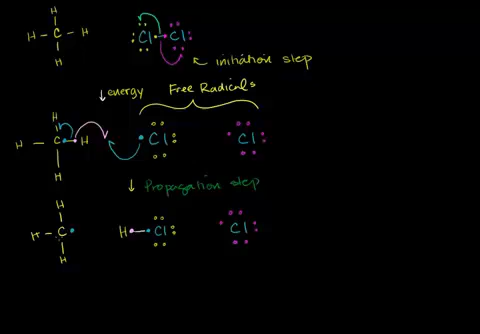 H
H - C - H
H
Cl Cl
initiation step
↓ energy Free Radicals
H
H - C - H Cl Cl
H
↓ Propagation step
H
H - C H Cl Cl
H